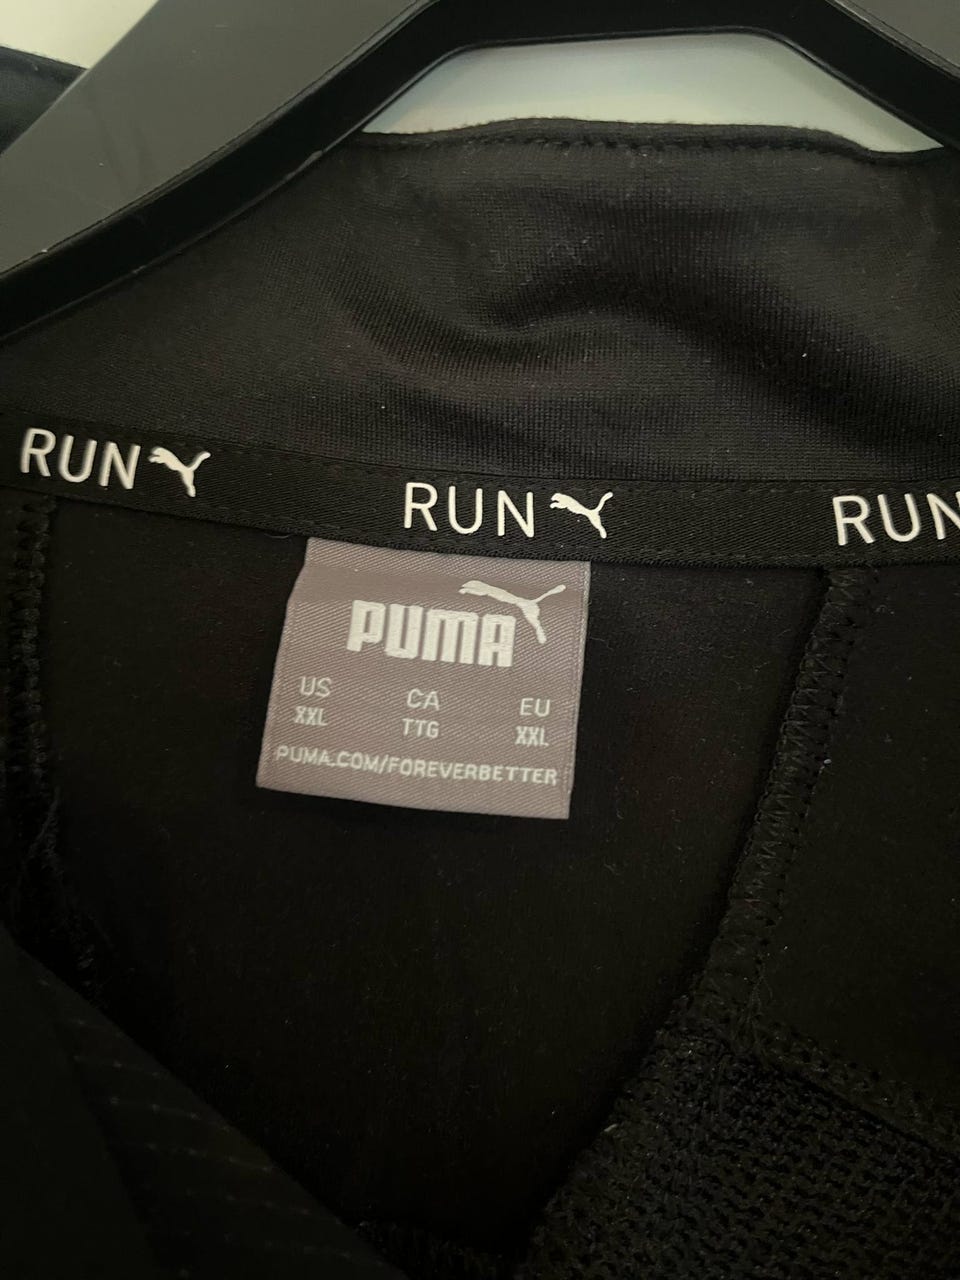 RUN
RUN
RUN
PUMA
US CA EU
XXL TTG XXL
PUMA.COM/FOREVERBETTER